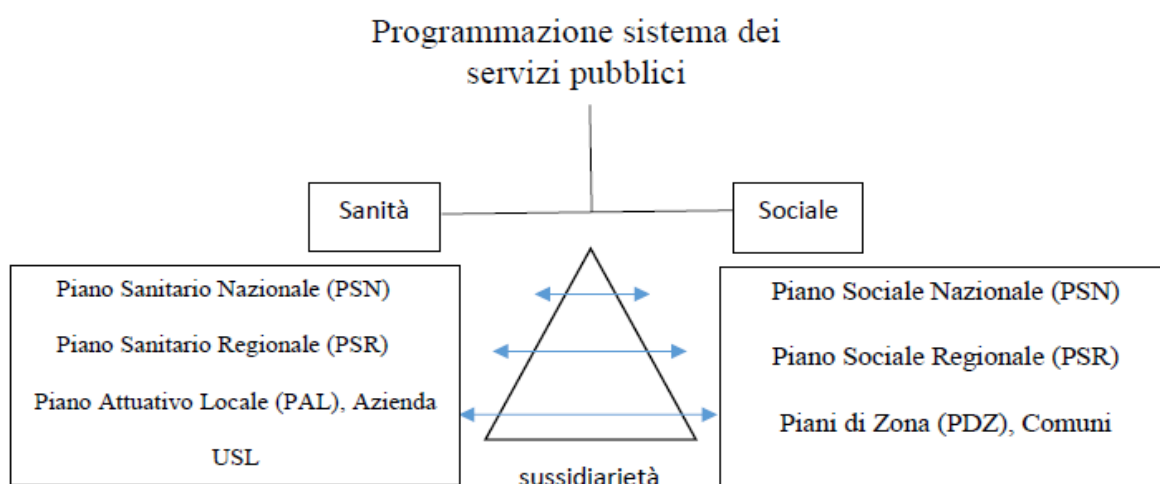 Programmazione sistema dei
servizi pubblici
Sanità
Sociale
Piano Sanitario Nazionale (PSN)
Piano Sanitario Regionale (PSR)
Piano Attuativo Locale (PAL), Azienda
USL
Piano Sociale Nazionale (PSN)
Piano Sociale Regionale (PSR)
Piani di Zona (PDZ), Comuni
sussidiarietà